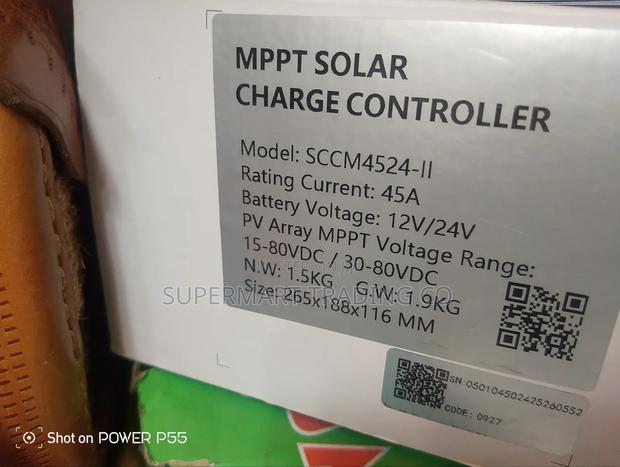 MPPT SOLAR
CHARGE CONTROLLER
Model: SCCM4524-II
Rating Current: 45A
Battery Voltage: 12V/24V
PV Array MPPT Voltage Range:
15-80VDC / 30-80VDC
N.W: 1.5KG G.W: 1.9KG
SUPERMART TRADING CO
Size: 265x188x116 MM
SN:050104502425260552
CODE: 0927
Shot on POWER P55